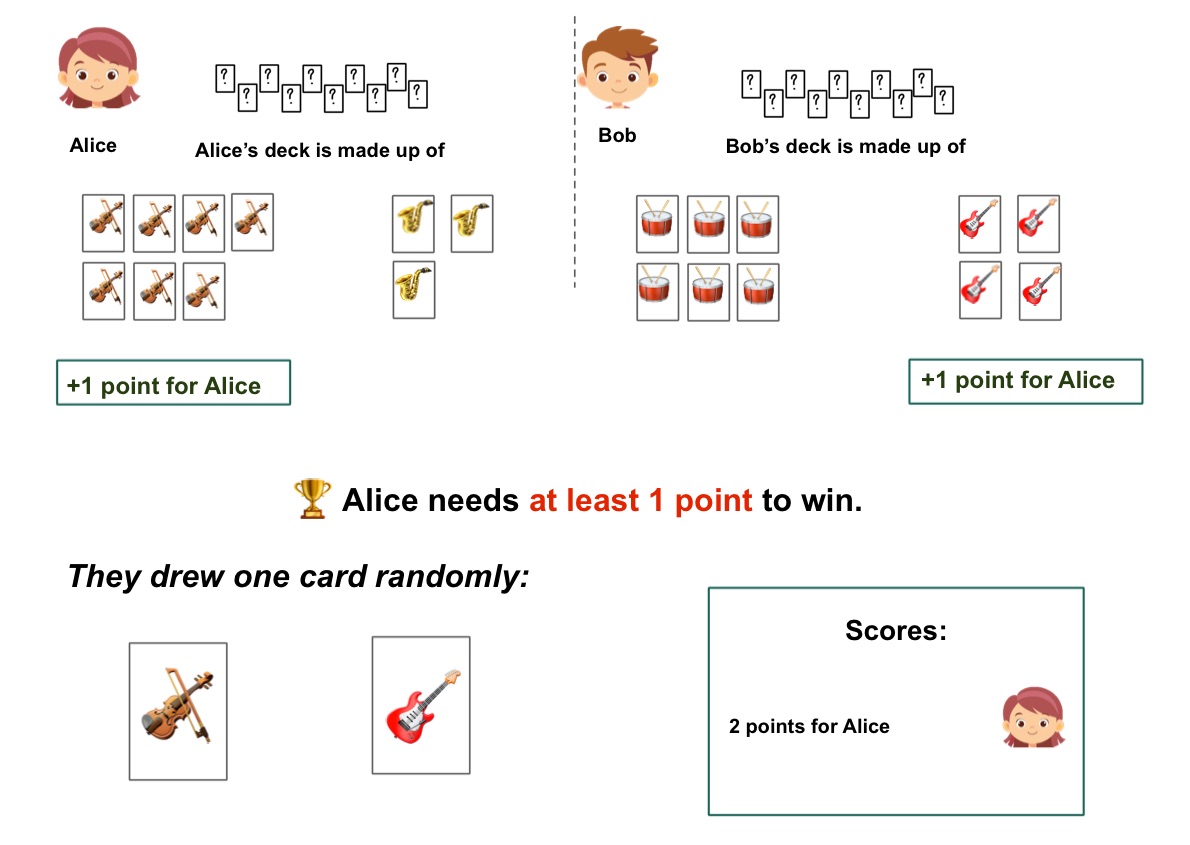 Alice
Alice’s deck is made up of
? ? ? ? ? ? ? ? ? ?
Bob
Bob’s deck is made up of
? ? ? ? ? ? ? ? ? ?
+1 point for Alice
+1 point for Alice
Alice needs at least 1 point to win.
They drew one card randomly:
Scores:
2 points for Alice